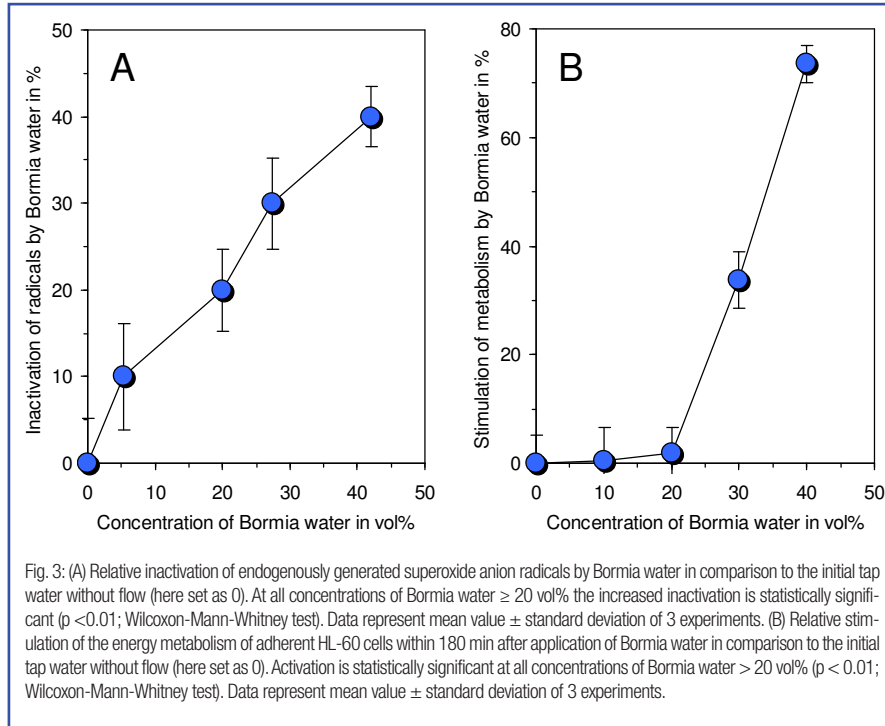 A
Inactivation of radicals by Bormia water in %
50
40
30
20
10
0
0 10 20 30 40 50
Concentration of Bormia water in vol%
B
Stimulation of metabolism by Bormia water in %
80
60
40
20
0
0 10 20 30 40 50
Concentration of Bormia water in vol%
Fig. 3: (A) Relative inactivation of endogenously generated superoxide anion radicals by Bormia water in comparison to the initial tap
water without flow (here set as 0). At all concentrations of Bormia water ≥ 20 vol% the increased inactivation is statistically signifi-
cant (p <0.01; Wilcoxon-Mann-Whitney test). Data represent mean value ± standard deviation of 3 experiments. (B) Relative stim-
ulation of the energy metabolism of adherent HL-60 cells within 180 min after application of Bormia water in comparison to the initial
tap water without flow (here set as 0). Activation is statistically significant at all concentrations of Bormia water > 20 vol% (p < 0.01;
Wilcoxon-Mann-Whitney test). Data represent mean value ± standard deviation of 3 experiments.